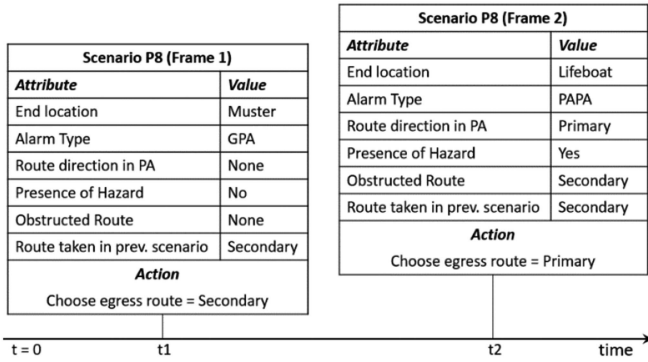 Scenario P8 (Frame 1)
Attribute Value
End location Muster
Alarm Type GPA
Route direction in PA None
Presence of Hazard No
Obstructed Route None
Route taken in prev. scenario Secondary
Action
Choose egress route = Secondary
Scenario P8 (Frame 2)
Attribute Value
End location Lifeboat
Alarm Type PAPA
Route direction in PA Primary
Presence of Hazard Yes
Obstructed Route Secondary
Route taken in prev. scenario Secondary
Action
Choose egress route = Primary
t = 0 t1 t2 time